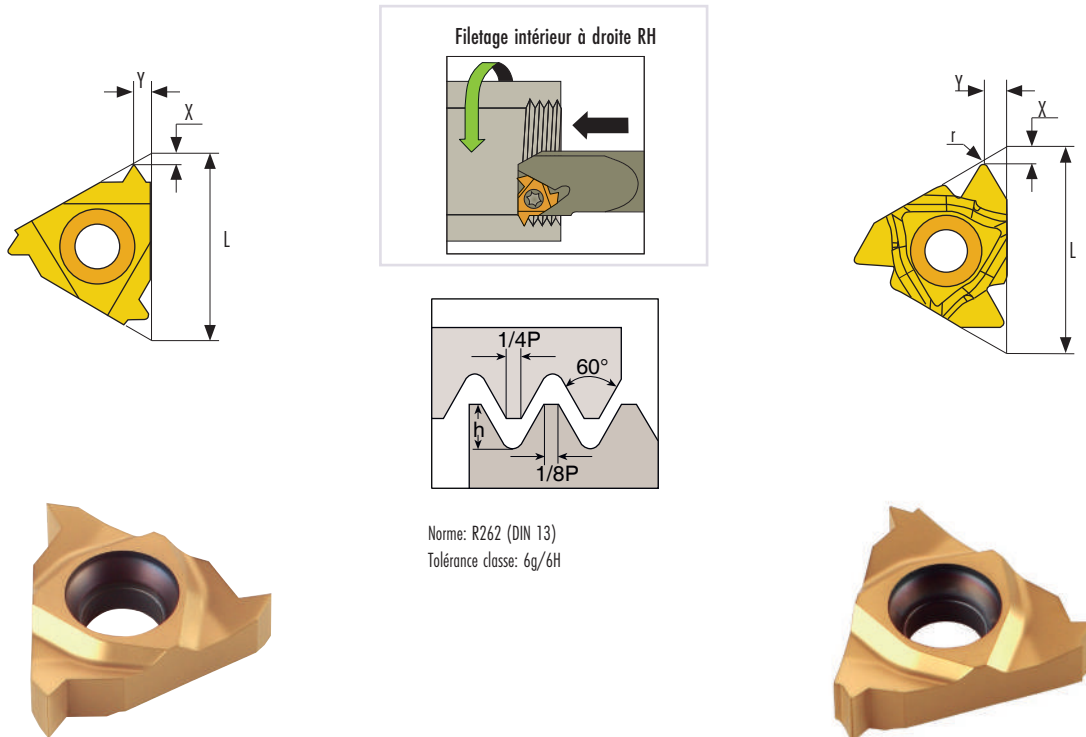 Filetage intérieur à droite RH
Y
X
L
Y
X
r
L
1/4P
60°
h
1/8P
Norme: R262 (DIN 13)
Tolérance classe: 6g/6H